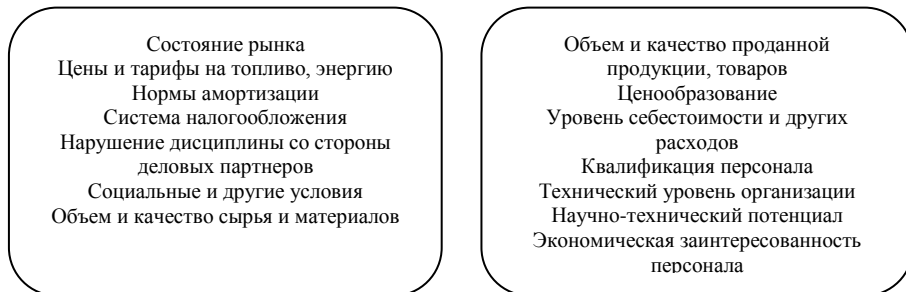 Состояние рынка
Цены и тарифы на топливо, энергию
Нормы амортизации
Система налогообложения
Нарушение дисциплины со стороны
деловых партнеров
Социальные и другие условия
Объем и качество сырья и материалов
Объем и качество проданной
продукции, товаров
Ценообразование
Уровень себестоимости и других
расходов
Квалификация персонала
Технический уровень организации
Научно-технический потенциал
Экономическая заинтересованность
персонала